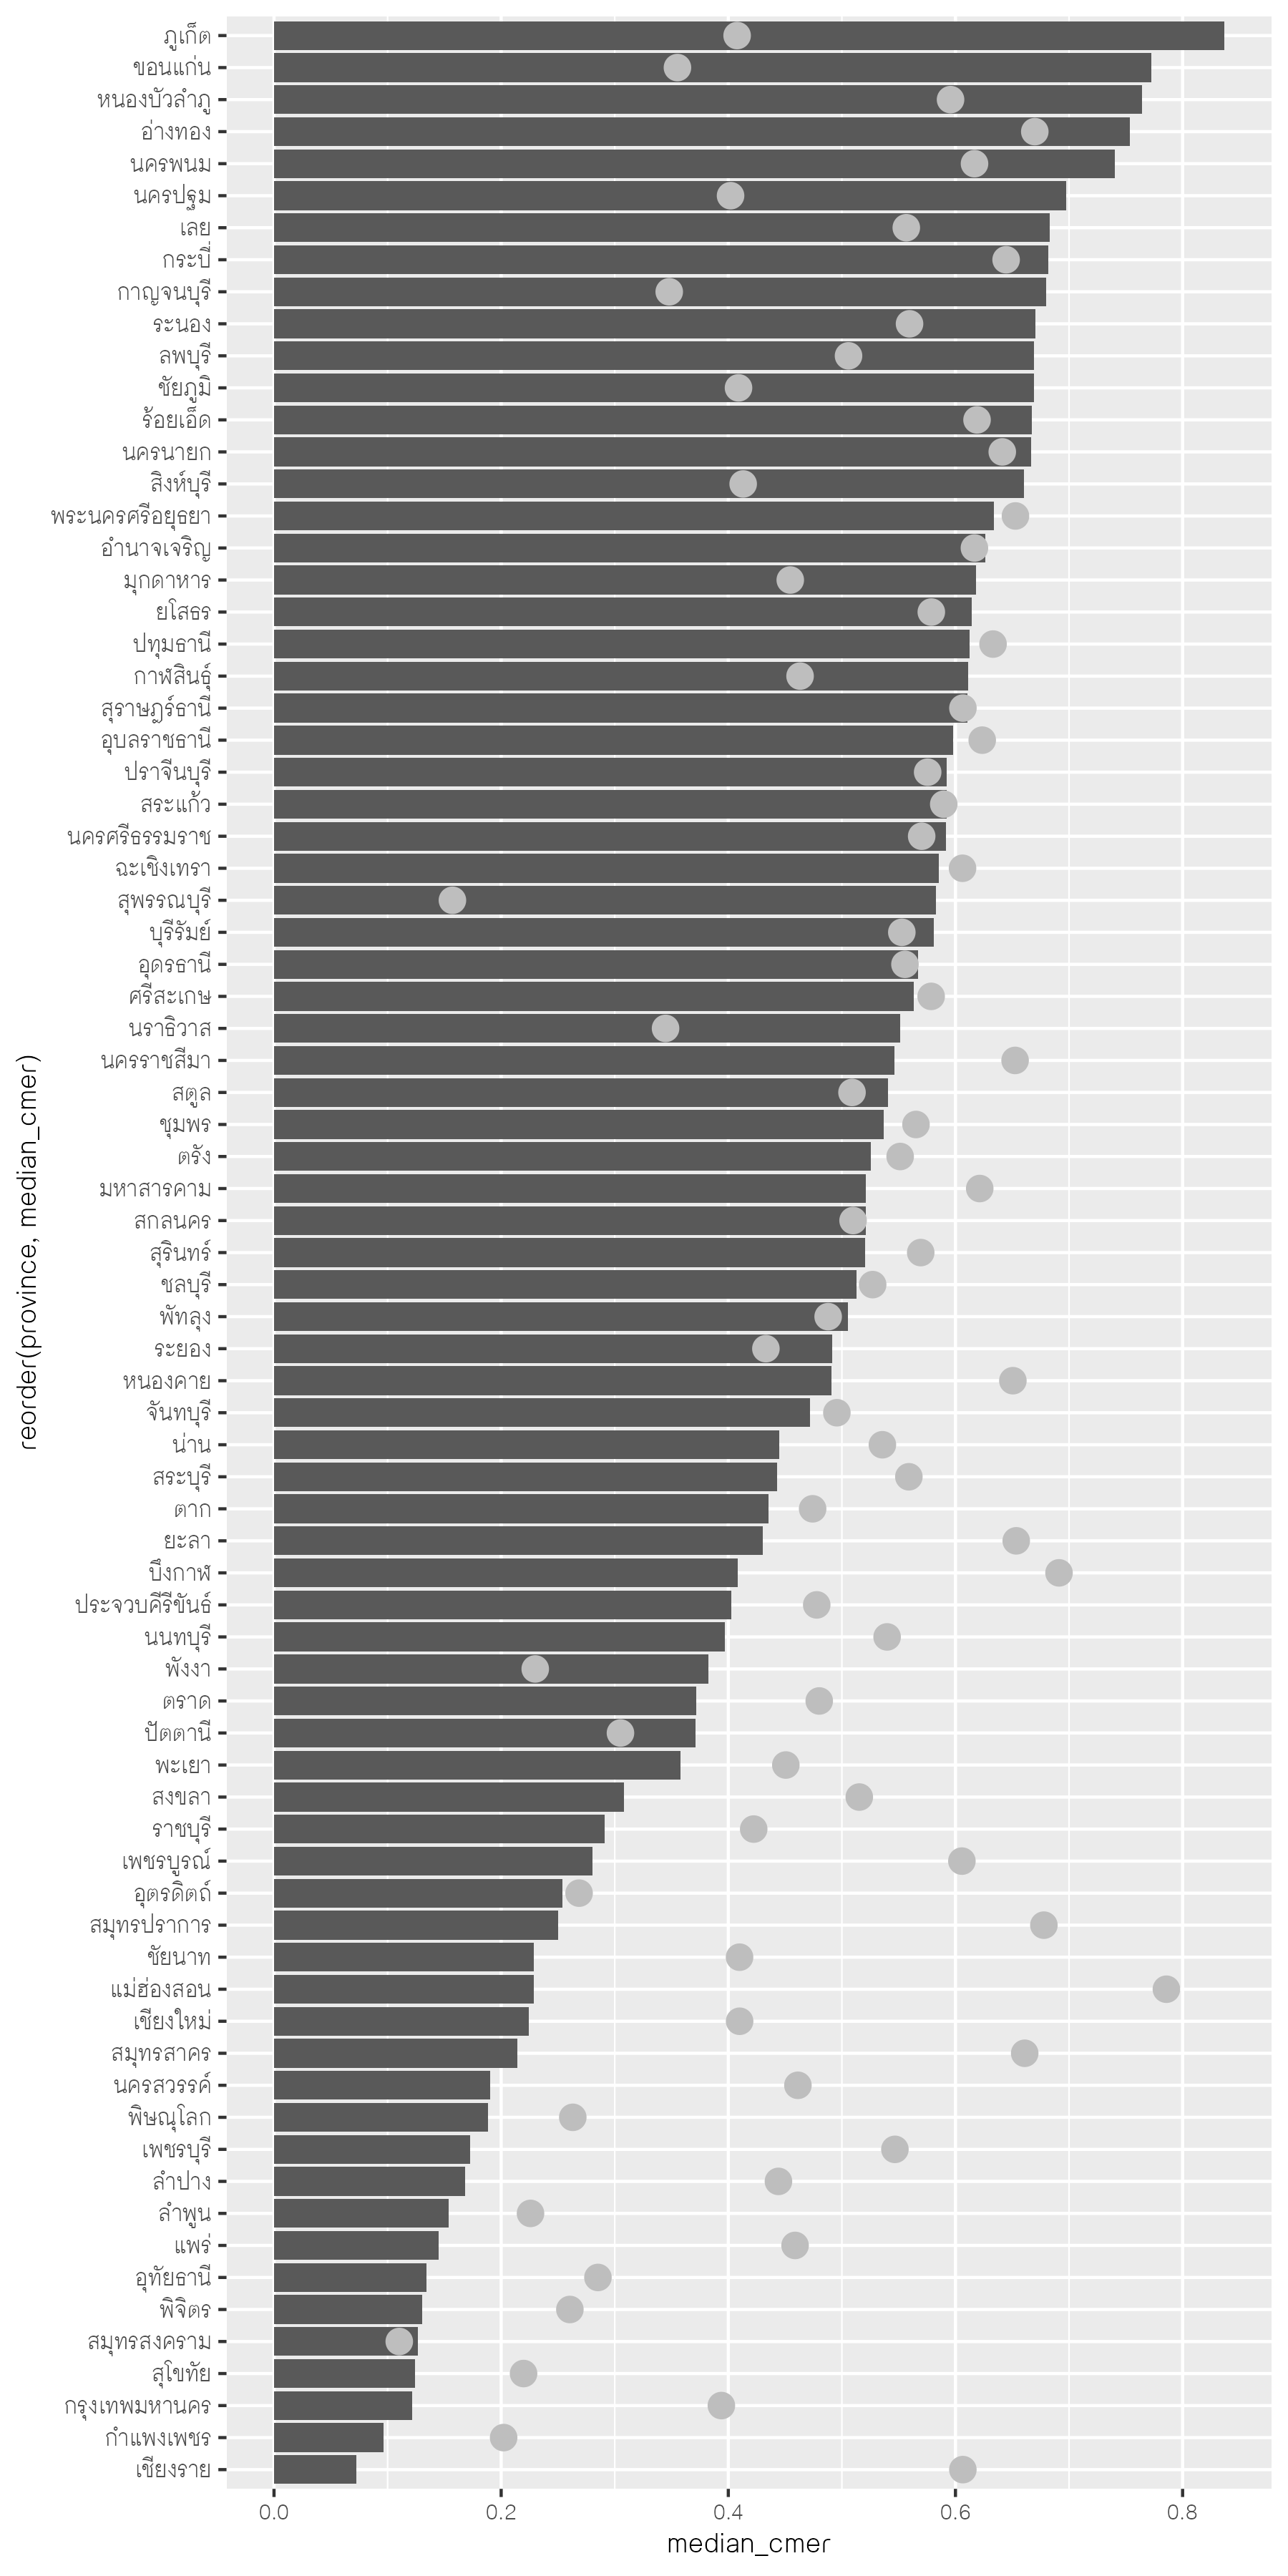 ภูเก็ต
ขอนแก่น
หนองบัวลำภู
อ่างทอง
นครพนม
นครปฐม
เลย
กระบี่
กาญจนบุรี
ระนอง
ลพบุรี
ชัยภูมิ
ร้อยเอ็ด
นครนายก
สิงห์บุรี
พระนครศรีอยุธยา
อำนาจเจริญ
มุกดาหาร
ยโสธร
ปทุมธานี
กาฬสินธุ์
สุราษฎร์ธานี
อุบลราชธานี
ปราจีนบุรี
สระแก้ว
นครศรีธรรมราช
ฉะเชิงเทรา
สุพรรณบุรี
บุรีรัมย์
อุดรธานี
ศรีสะเกษ
นราธิวาส
นครราชสีมา
สตูล
ชุมพร
ตรัง
มหาสารคาม
สกลนคร
สุรินทร์
ชลบุรี
พัทลุง
ระยอง
หนองคาย
จันทบุรี
น่าน
สระบุรี
ตาก
ยะลา
บึงกาฬ
ประจวบคีรีขันธ์
นนทบุรี
พังงา
ตราด
ปัตตานี
พะเยา
สงขลา
ราชบุรี
เพชรบูรณ์
อุตรดิตถ์
สมุทรปราการ
ชัยนาท
แม่ฮ่องสอน
เชียงใหม่
สมุทรสาคร
นครสวรรค์
พิษณุโลก
เพชรบุรี
ลำปาง
ลำพูน
แพร่
อุทัยธานี
พิจิตร
สมุทรสงคราม
สุโขทัย
กรุงเทพมหานคร
กำแพงเพชร
เชียงราย
reorder(province, median_cmer)
0.0 0.2 0.4 0.6 0.8
median_cmer